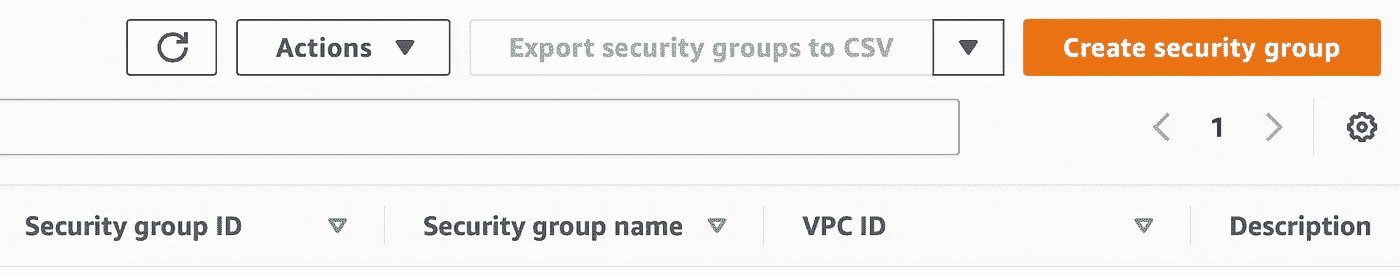 Actions Export security groups to CSV Create security group
1
Security group ID Security group name VPC ID Description